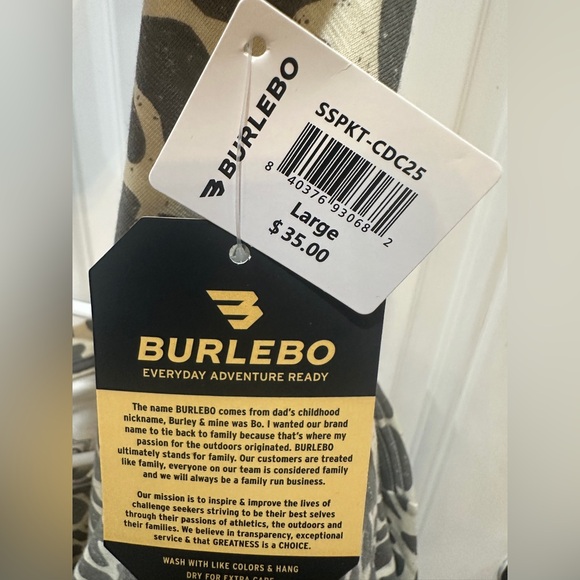 BURLEBO
SSPKT-CDC25
8 40376 93068 2
Large
$ 35.00
BURLEBO
EVERYDAY ADVENTURE READY
The name BURLEBO comes from dad's childhood
nickname, Burley & mine was Bo. I wanted our brand
name to tie back to family because that's where my
passion for the outdoors originated. BURLEBO
ultimately stands for family. Our customers are treated
like family, everyone on our team is considered family
and we will always be a family run business.
Our mission is to inspire & improve the lives of
challenge seekers striving to be their best selves
through their passions of athletics, the outdoors and
their families. We believe in transparency, exceptional
service & that GREATNESS is a CHOICE.
WASH WITH LIKE COLORS & HANG
DRY FOR EXTRA CARE